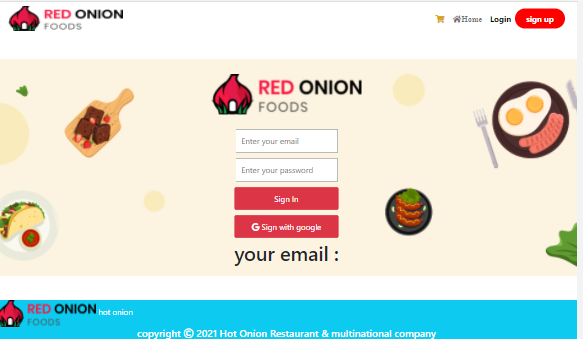 RED ONION
FOODS
Home Login sign up
RED ONION
FOODS
Enter your email
Enter your password
Sign In
G Sign with google
your email :
RED ONION
FOODS
hot onion
copyright © 2021 Hot Onion Restaurant & multinational company